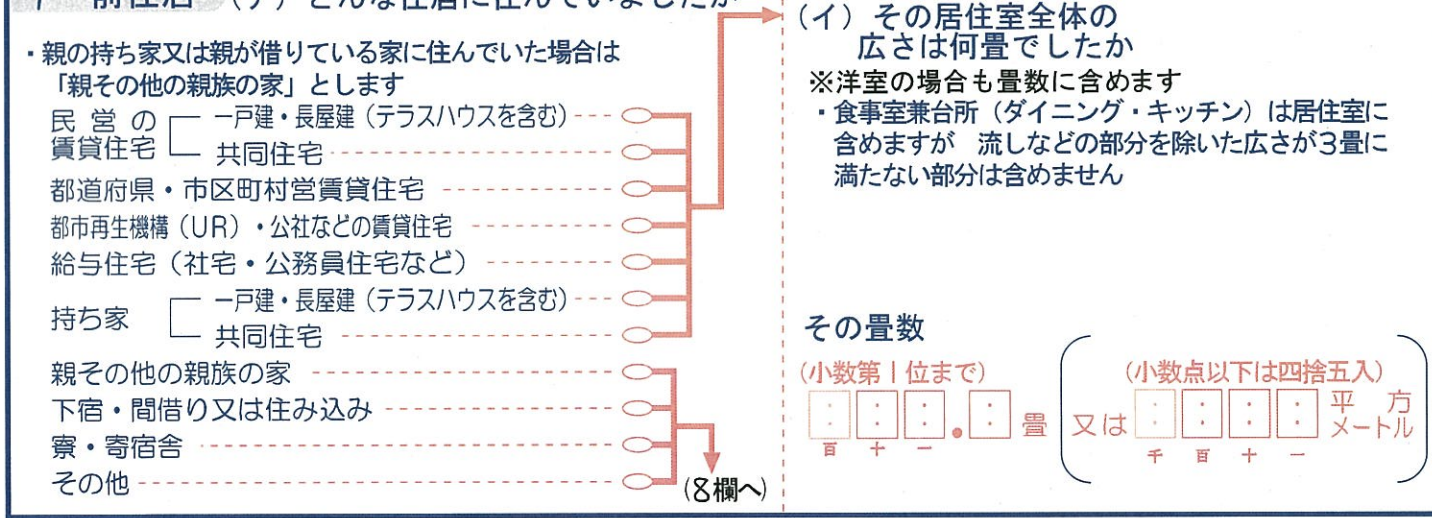 7 前住居 (ア) どんな住居に住んでいましたか
・親の持ち家又は親が借りている家に住んでいた場合は
「親その他の親族の家」とします
民営の賃貸住宅
一戸建・長屋建(テラスハウスを含む)
共同住宅
都道府県・市区町村営賃貸住宅
都市再生機構(UR)・公社などの賃貸住宅
給与住宅(社宅・公務員住宅など)
持ち家
一戸建・長屋建(テラスハウスを含む)
共同住宅
親その他の親族の家
下宿・間借り又は住み込み
寮・寄宿舎
その他
(8欄へ)
(イ) その居住室全体の
広さは何畳でしたか
※洋室の場合も畳数に含めます
・食事室兼台所(ダイニング・キッチン)は居住室に
含めますが 流しなどの部分を除いた広さが3畳に
満たない部分は含めません
その畳数
(小数第1位まで)
畳
百 十 一
(小数点以下は四捨五入)
又は 平方メートル
千 百 十 一